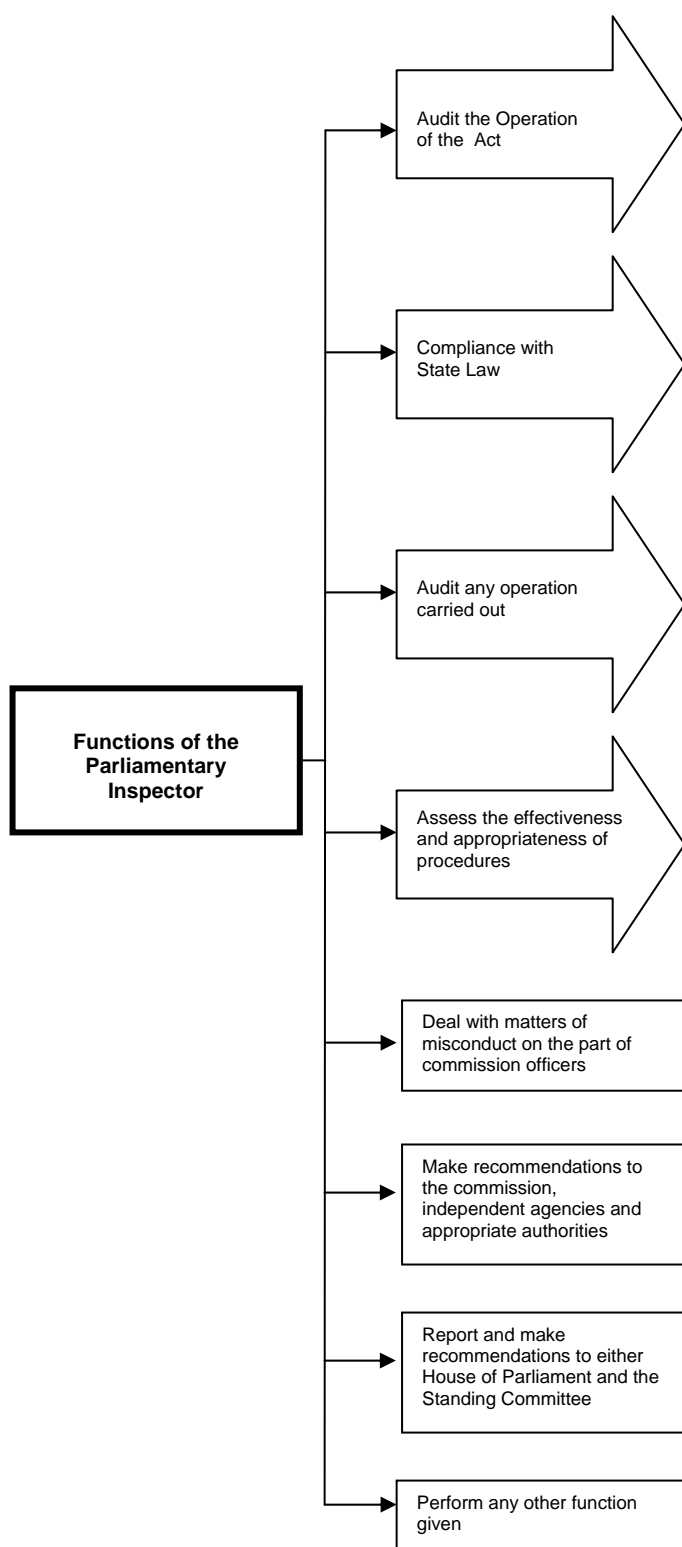 Audit the Operation
of the Act
Compliance with
State Law
Audit any operation
carried out
Functions of the
Parliamentary
Inspector
Assess the effectiveness
and appropriateness of
procedures
Deal with matters of
misconduct on the part of
commission officers
Make recommendations to
the commission,
independent agencies and
appropriate authorities
Report and make
recommendations to either
House of Parliament and the
Standing Committee
Perform any other function
given